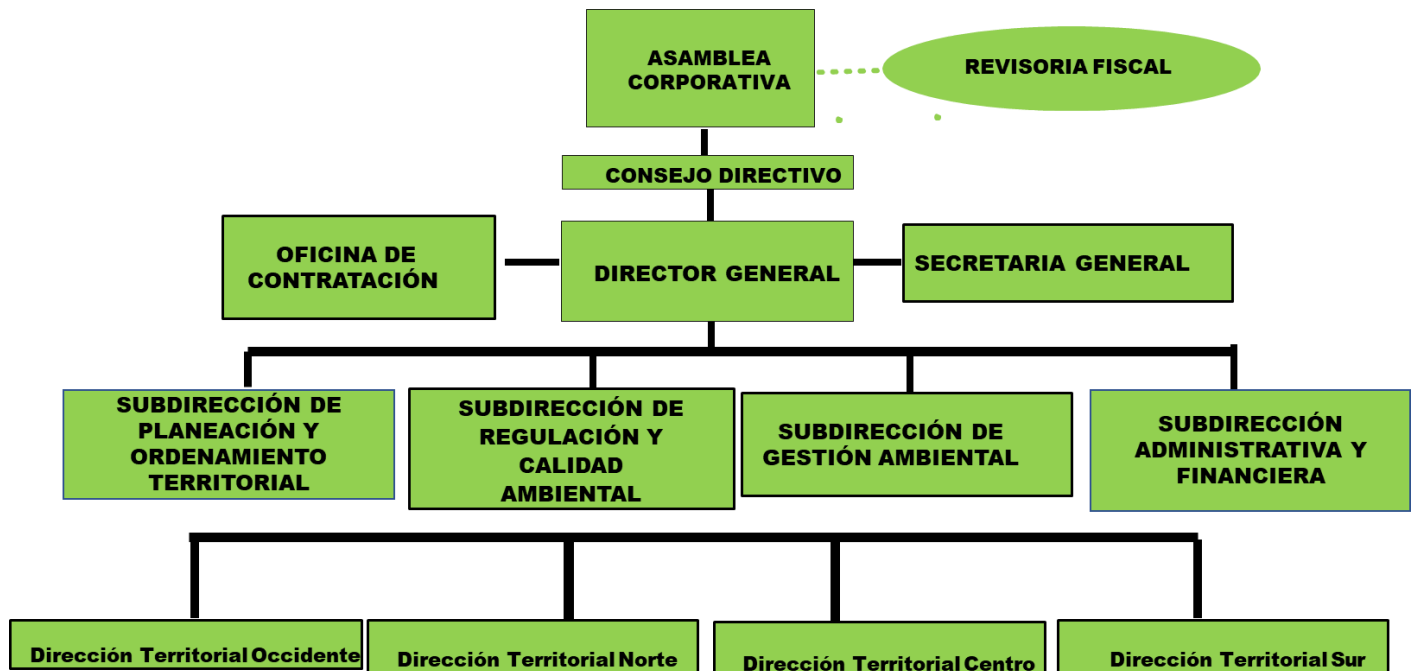 ASAMBLEA
CORPORATIVA
REVISORIA FISCAL
CONSEJO DIRECTIVO
OFICINA DE
CONTRATACIÓN
DIRECTOR GENERAL
SECRETARIA GENERAL
SUBDIRECCIÓN DE
PLANEACIÓN Y
ORDENAMIENTO
TERRITORIAL
SUBDIRECCIÓN DE
REGULACIÓN Y
CALIDAD
AMBIENTAL
SUBDIRECCIÓN DE
GESTIÓN AMBIENTAL
SUBDIRECCIÓN
ADMINISTRATIVA Y
FINANCIERA
Dirección Territorial Occidente
Dirección Territorial Norte
Dirección Territorial Centro
Dirección Territorial Sur